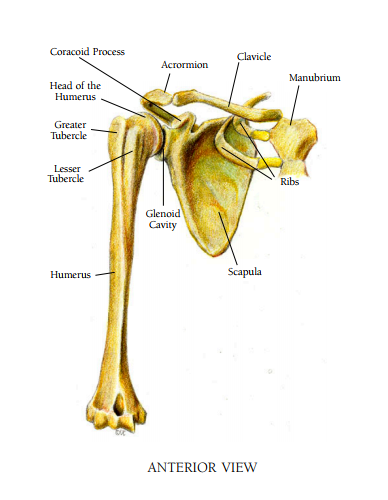 Coracoid Process
Acrormion
Clavicle
Manubrium
Head of the
Humerus
Greater
Tubercle
Lesser
Tubercle
Ribs
Glenoid
Cavity
Humerus
Scapula
ANTERIOR VIEW